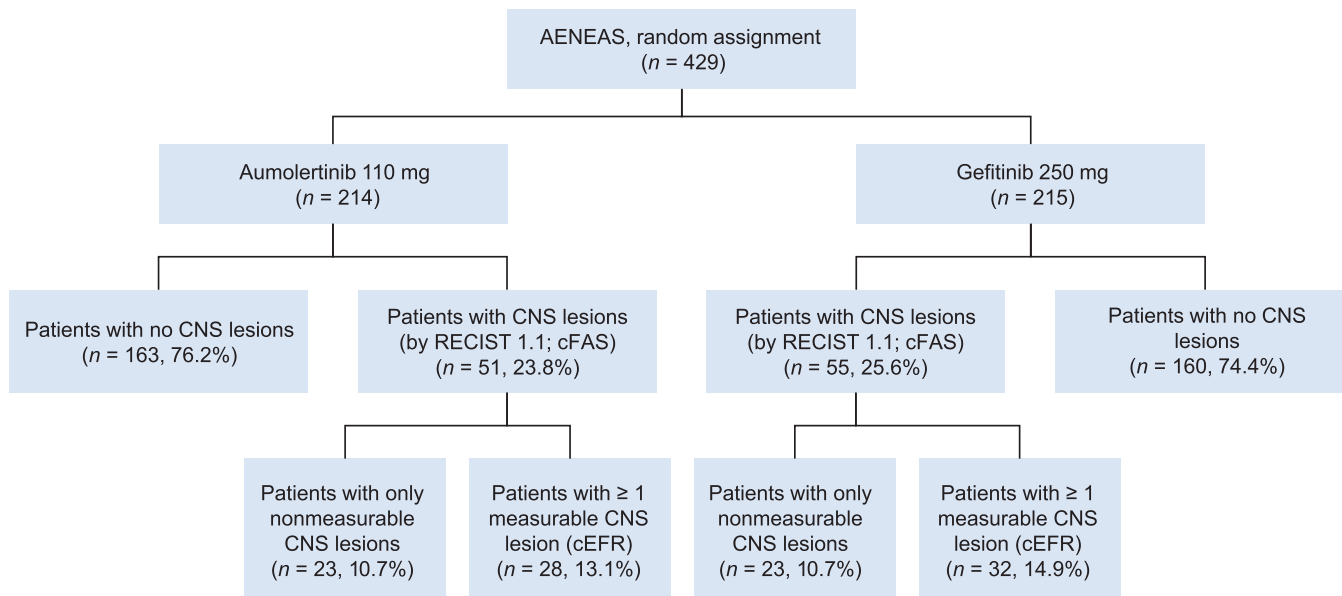 AENEAS, random assignment
(n = 429)
Aumolertinib 110 mg
(n = 214)
Gefitinib 250 mg
(n = 215)
Patients with no CNS lesions
(n = 163, 76.2%)
Patients with CNS lesions
(by RECIST 1.1; cFAS)
(n = 51, 23.8%)
Patients with CNS lesions
(by RECIST 1.1; cFAS)
(n = 55, 25.6%)
Patients with no CNS
lesions
(n = 160, 74.4%)
Patients with only
nonmeasurable
CNS lesions
(n = 23, 10.7%)
Patients with ≥ 1
measurable CNS
lesion (cEFR)
(n = 28, 13.1%)
Patients with only
nonmeasurable
CNS lesions
(n = 23, 10.7%)
Patients with ≥ 1
measurable CNS
lesion (cEFR)
(n = 32, 14.9%)